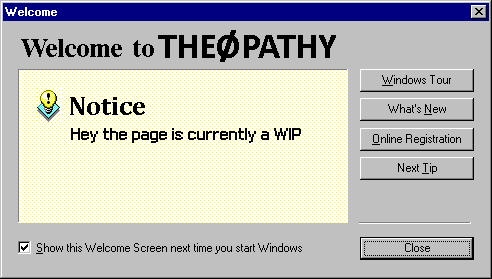 Welcome
Welcome to THEØPATHY
Notice
Hey the page is currently a WIP
Windows Tour
What's New
Online Registration
Next Tip
Show this Welcome Screen next time you start Windows
Close